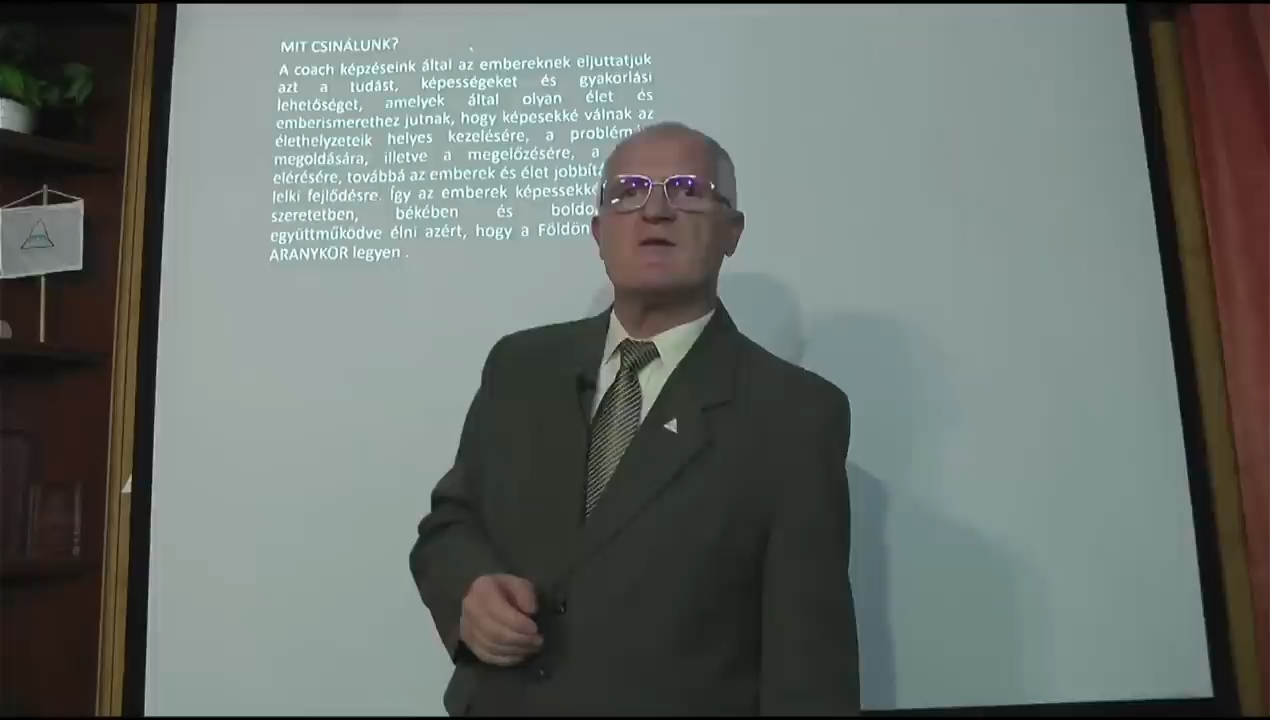 MIT CSINÁLUNK?
A coach képzéseink által az embereknek eljuttatjuk
azt a tudást, képességeket és gyakorlási
lehetőséget, amelyek által olyan élet és
emberismerethez jutnak, hogy képesekké válnak az
élethelyzeteik helyes kezelésére, a
megoldására, illetve a megelőzésére, a
elérésére, továbbá az emberek és élet
lelki fejlődésre. Így az emberek
szeretetben, békében és
együttműködve élni azért, hogy a Földön
ARANYKOR legyen .